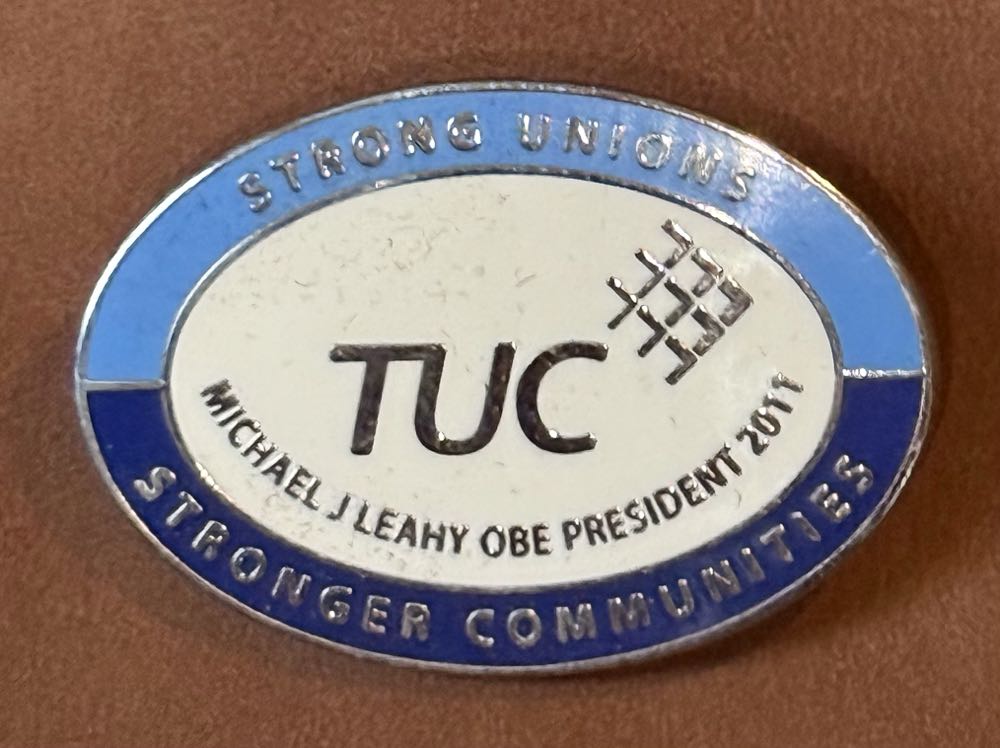 STRONG UNIONS
TUC
MICHAEL J LEAHY OBE PRESIDENT 2011
STRONGER COMMUNITIES